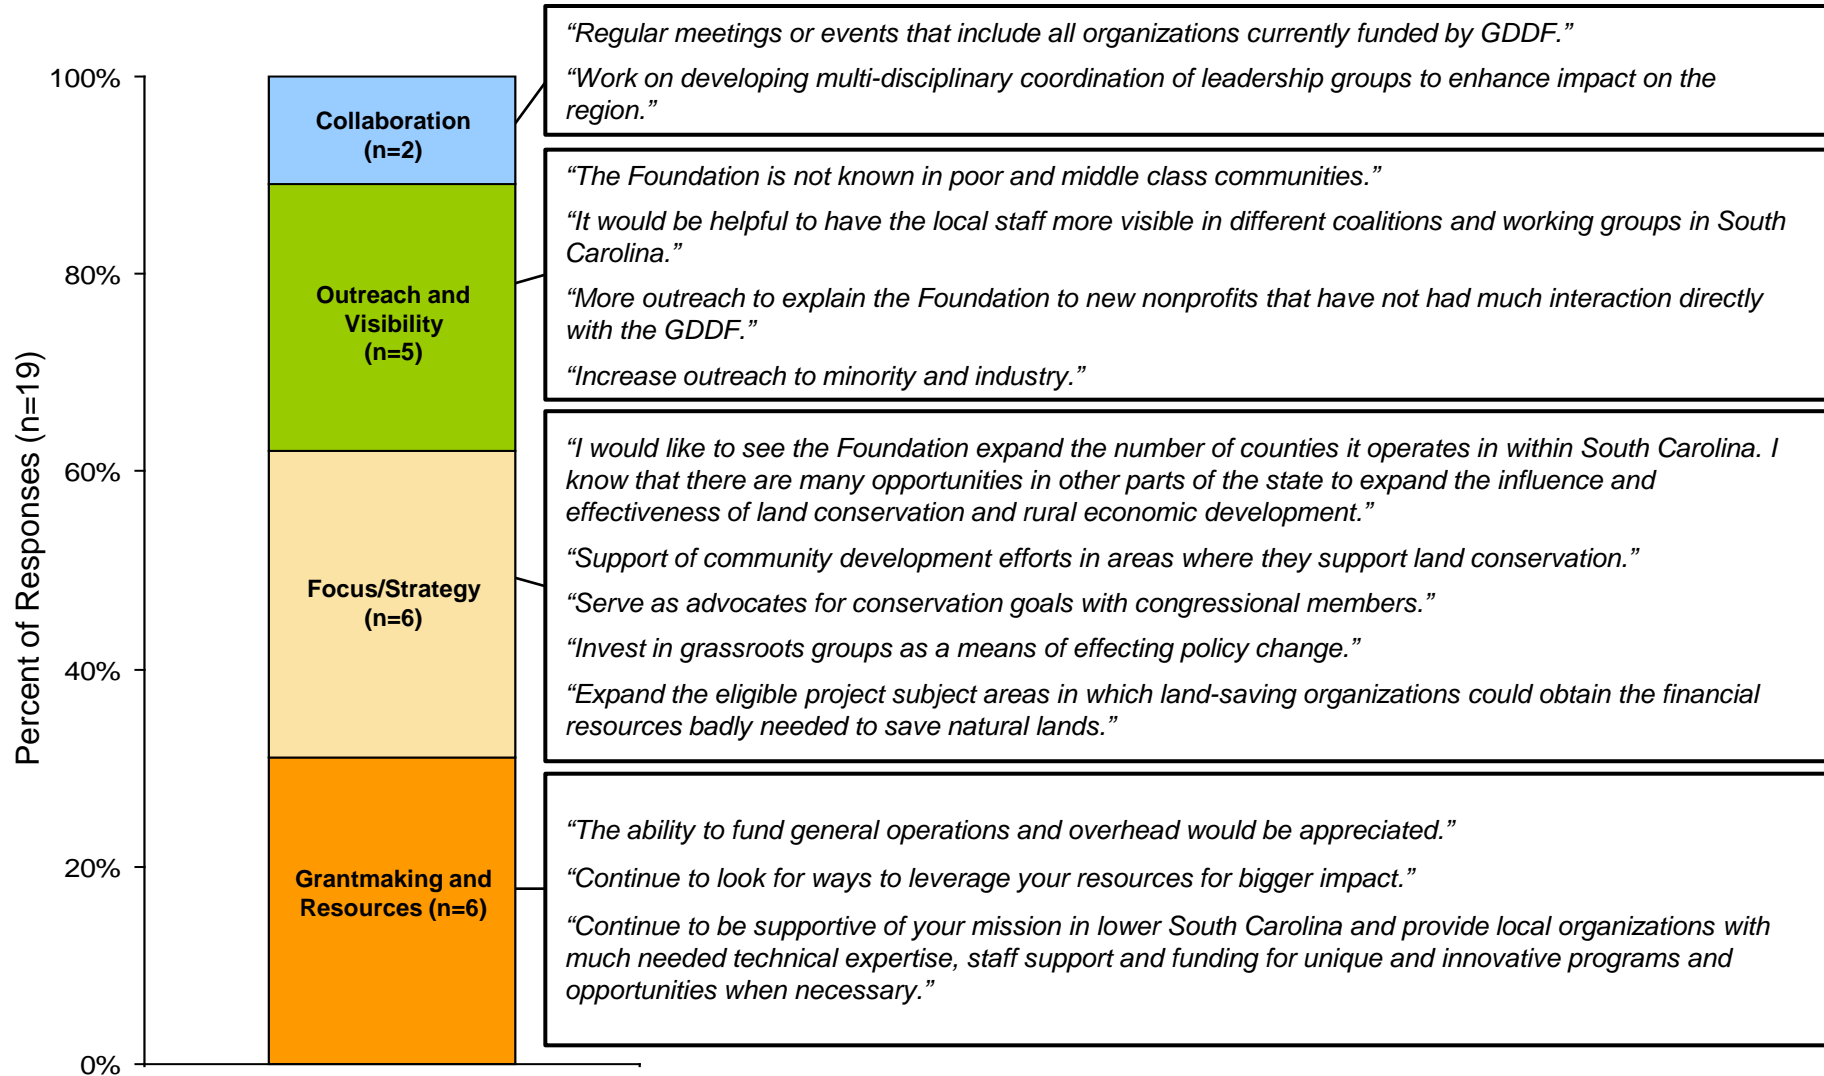 Percent of Responses (n=19)
100%
80%
60%
40%
20%
0%
Collaboration
(n=2)
Outreach and
Visibility
(n=5)
Focus/Strategy
(n=6)
Grantmaking and
Resources (n=6)
“Regular meetings or events that include all organizations currently funded by GDDF.”
“Work on developing multi-disciplinary coordination of leadership groups to enhance impact on the
region.”
“The Foundation is not known in poor and middle class communities.”
“It would be helpful to have the local staff more visible in different coalitions and working groups in South
Carolina.”
“More outreach to explain the Foundation to new nonprofits that have not had much interaction directly
with the GDDF.”
“Increase outreach to minority and industry.”
“I would like to see the Foundation expand the number of counties it operates in within South Carolina. I
know that there are many opportunities in other parts of the state to expand the influence and
effectiveness of land conservation and rural economic development.”
“Support of community development efforts in areas where they support land conservation.”
“Serve as advocates for conservation goals with congressional members.”
“Invest in grassroots groups as a means of effecting policy change.”
“Expand the eligible project subject areas in which land-saving organizations could obtain the financial
resources badly needed to save natural lands.”
“The ability to fund general operations and overhead would be appreciated.”
“Continue to look for ways to leverage your resources for bigger impact.”
“Continue to be supportive of your mission in lower South Carolina and provide local organizations with
much needed technical expertise, staff support and funding for unique and innovative programs and
opportunities when necessary.”